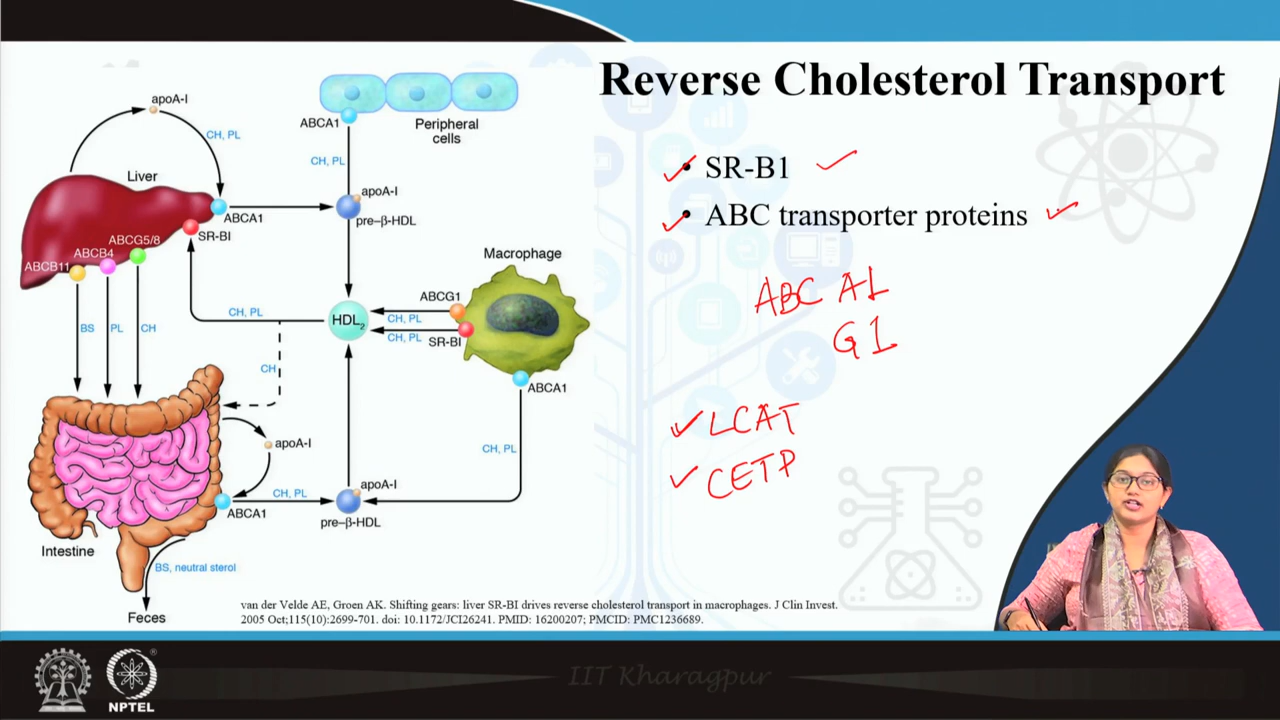 Reverse Cholesterol Transport
• SR-B1
• ABC transporter proteins
ABC A1
G1
LCAT
CETP
apoA-I
CH, PL
Liver
ABCA1
SR-BI
ABCG5/8
ABCB4
ABCB11
BS
PL
CH
ABCA1
Peripheral
cells
CH, PL
apoA-I
pre–β-HDL
Macrophage
ABCG1
CH, PL
CH, PL
SR-BI
HDL2
CH, PL
CH
ABCA1
CH, PL
apoA-I
CH, PL
ABCA1
apoA-I
pre–β-HDL
Intestine
BS, neutral sterol
Feces
van der Velde AE, Groen AK. Shifting gears: liver SR-BI drives reverse cholesterol transport in macrophages. J Clin Invest.
2005 Oct;115(10):2699-701. doi: 10.1172/JCI26241. PMID: 16200207; PMCID: PMC1236689.
NPTEL
IIT Kharagpur